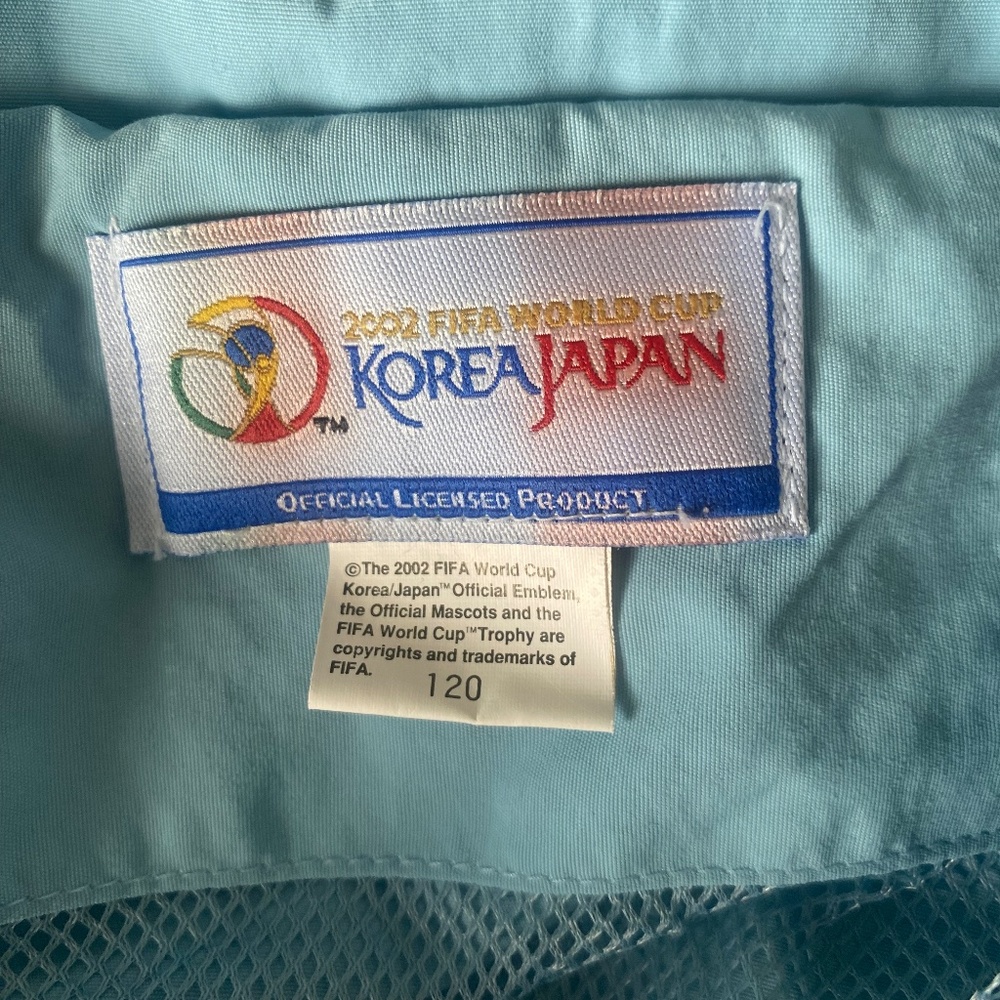 2002 FIFA WORLD CUP
KOREA JAPAN
TM
OFFICIAL LICENSED PRODUCT
©The 2002 FIFA World Cup
Korea/Japan™ Official Emblem,
the Official Mascots and the
FIFA World Cup™ Trophy are
copyrights and trademarks of
FIFA.
120